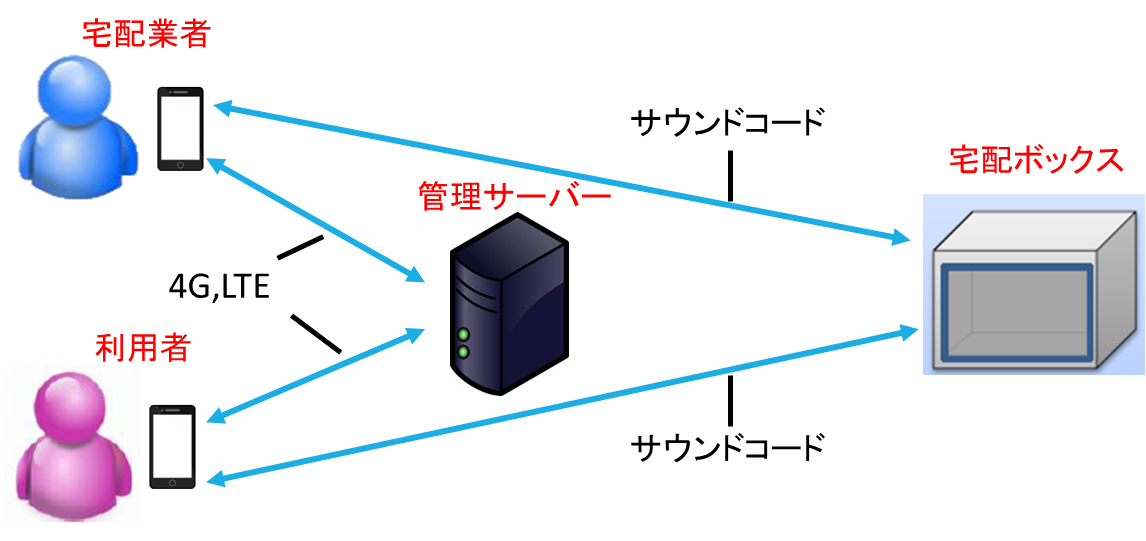 宅配業者
サウンドコード
宅配ボックス
管理サーバー
4G,LTE
利用者
サウンドコード